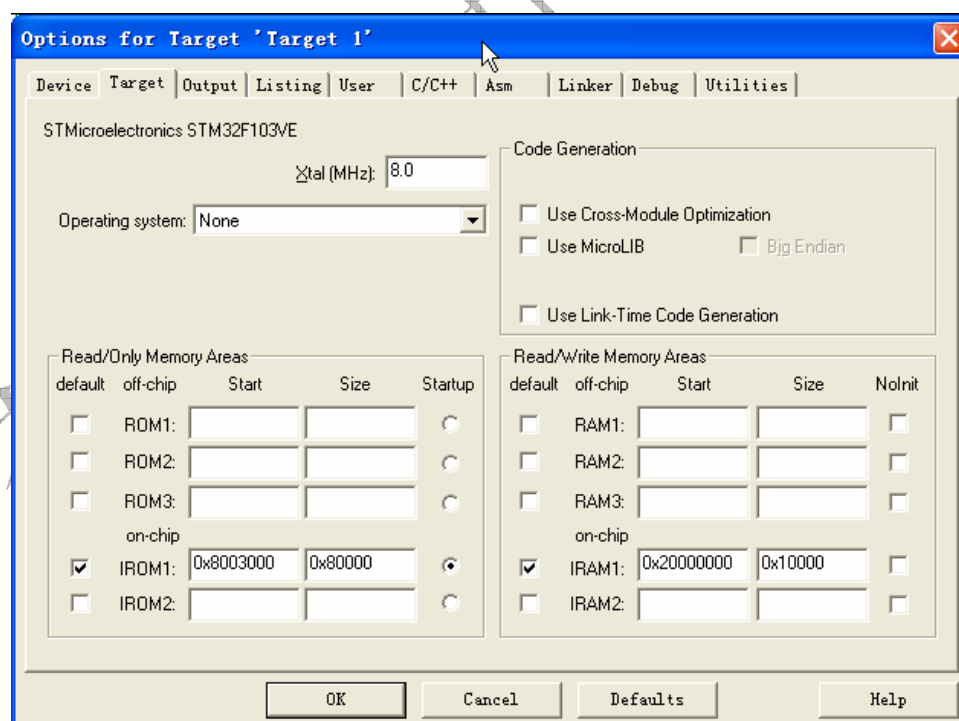 Options for Target 'Target 1'
Device Target Output Listing User C/C++ Asm Linker Debug Utilities
STMicroelectronics STM32F103VE
Xtal (MHz): 8.0
Operating system: None
Code Generation
Use Cross-Module Optimization
Use MicroLIB Big Endian
Use Link-Time Code Generation
Read/Only Memory Areas
default off-chip Start Size Startup
ROM1:
ROM2:
ROM3:
on-chip
IROM1: 0x8003000 0x80000
IROM2:
Read/Write Memory Areas
default off-chip Start Size NoInit
RAM1:
RAM2:
RAM3:
on-chip
IRAM1: 0x20000000 0x10000
IRAM2:
OK Cancel Defaults Help